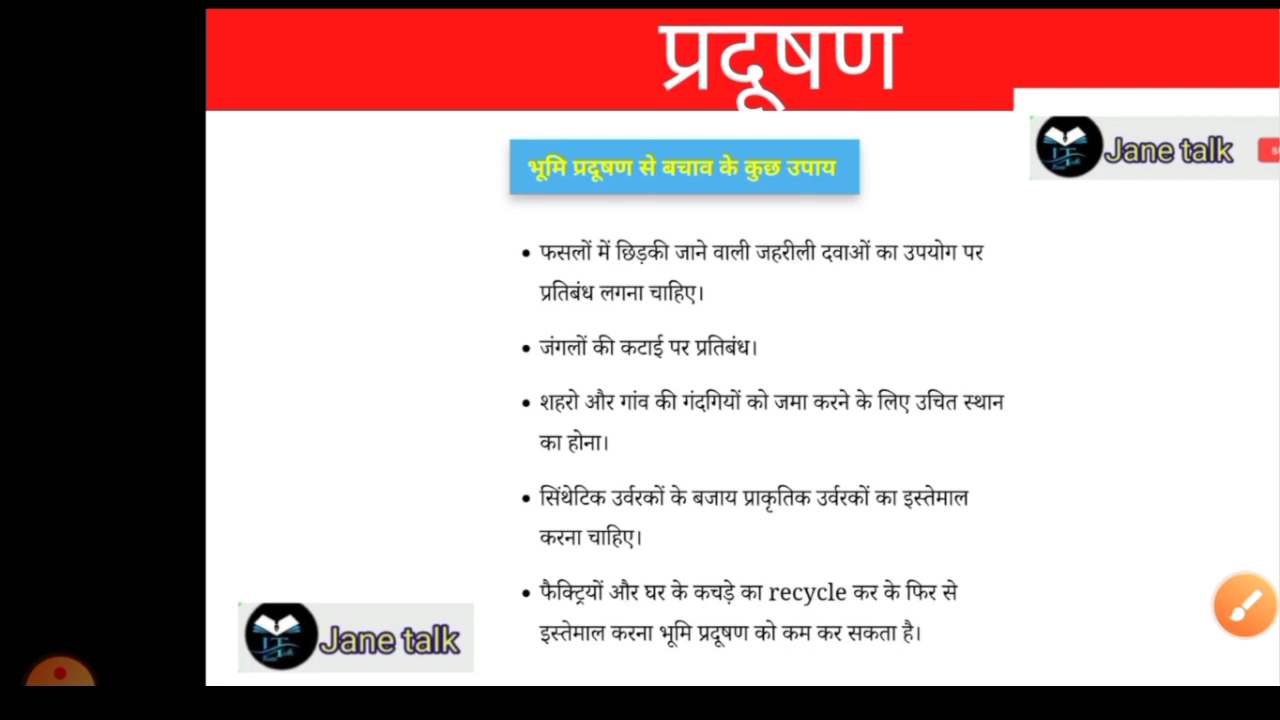 प्रदूषण
Jane talk
भूमि प्रदूषण से बचाव के कुछ उपाय
• फसलों में छिड़की जाने वाली जहरीली दवाओं का उपयोग पर
प्रतिबंध लगना चाहिए।
• जंगलों की कटाई पर प्रतिबंध।
• शहरो और गांव की गंदगियों को जमा करने के लिए उचित स्थान
का होना।
• सिंथेटिक उर्वरकों के बजाय प्राकृतिक उर्वरकों का इस्तेमाल
करना चाहिए।
• फैक्ट्रियों और घर के कचड़े का recycle कर के फिर से
इस्तेमाल करना भूमि प्रदूषण को कम कर सकता है।
Jane talk